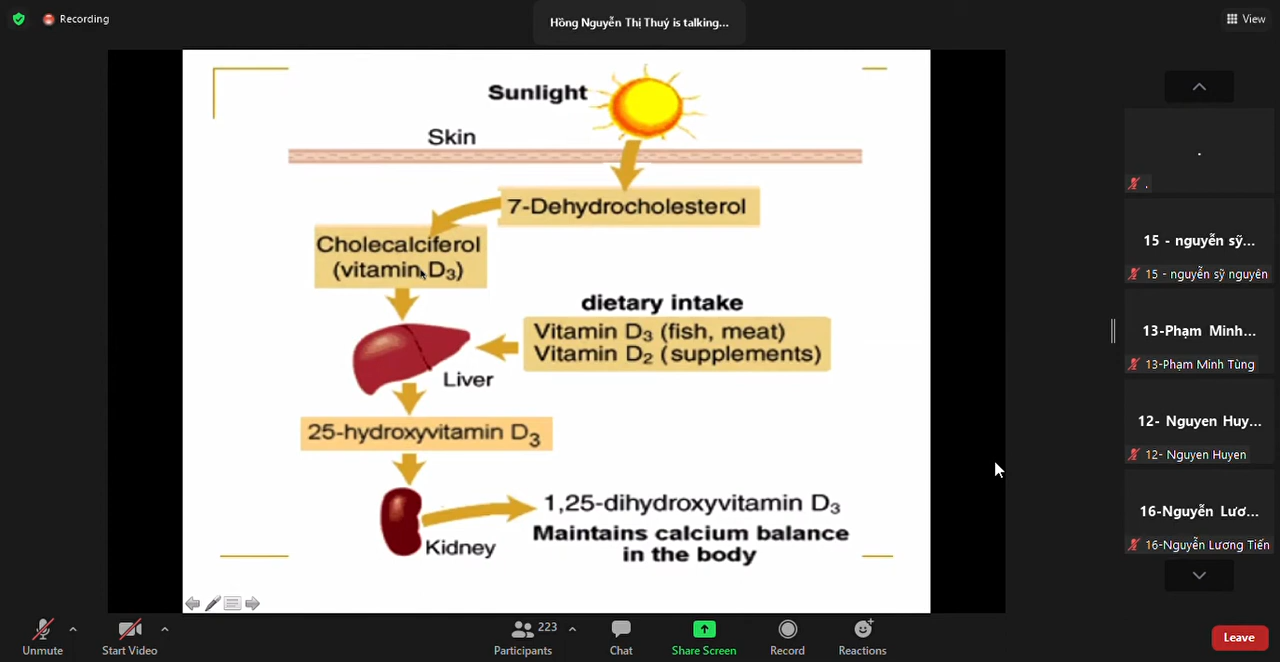 Recording
Hồng Nguyễn Thị Thuý is talking...
View
Sunlight
Skin
7-Dehydrocholesterol
Cholecalciferol
(vitamin D₃)
dietary intake
Vitamin D₃ (fish, meat)
Vitamin D₂ (supplements)
Liver
25-hydroxyvitamin D₃
1,25-dihydroxyvitamin D₃
Kidney
Maintains calcium balance
in the body
.
.
15 - nguyễn sỹ...
15 - nguyễn sỹ nguyên
13-Phạm Minh...
13-Phạm Minh Tùng
12- Nguyen Huy...
12- Nguyen Huyen
16-Nguyễn Lươ...
16-Nguyễn Lương Tiến
Unmute
Start Video
223
Participants
Chat
Share Screen
Record
Reactions
Leave